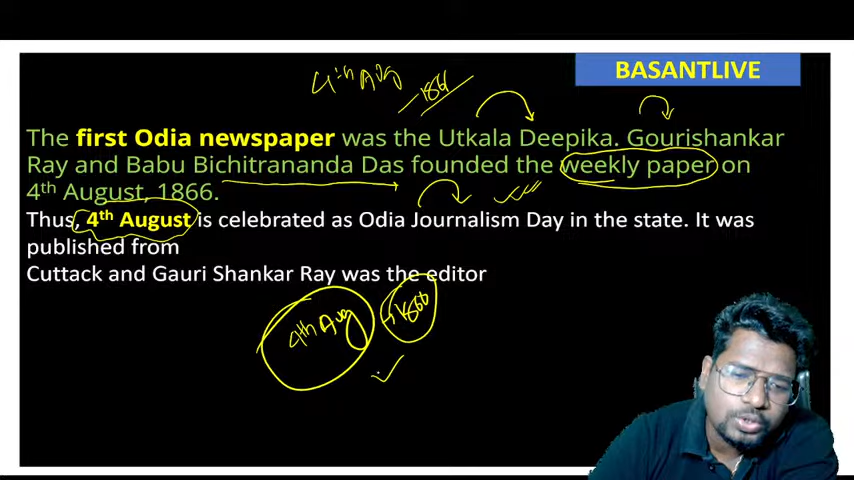 BASANTLIVE
4th Aug
1866
The first Odia newspaper was the Utkala Deepika. Gourishankar
Ray and Babu Bichitrananda Das founded the weekly paper on
4th August, 1866.
Thus, 4th August is celebrated as Odia Journalism Day in the state. It was
published from
Cuttack and Gauri Shankar Ray was the editor
4th Aug
1866